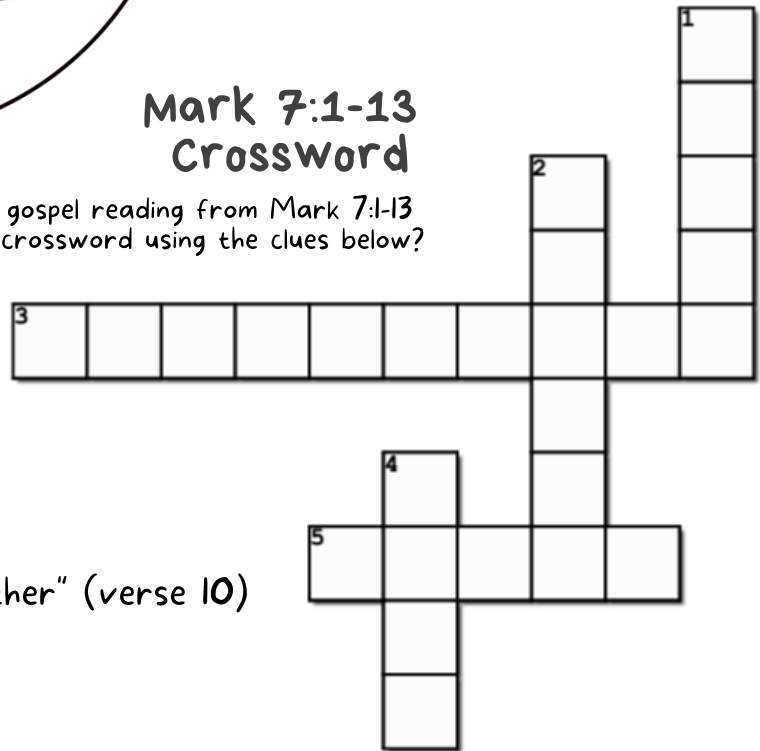 1
Mark 7:1-13
Crossword
2
gospel reading from Mark 7:1-13
crossword using the clues below?
3
4
5
her" (verse 10)